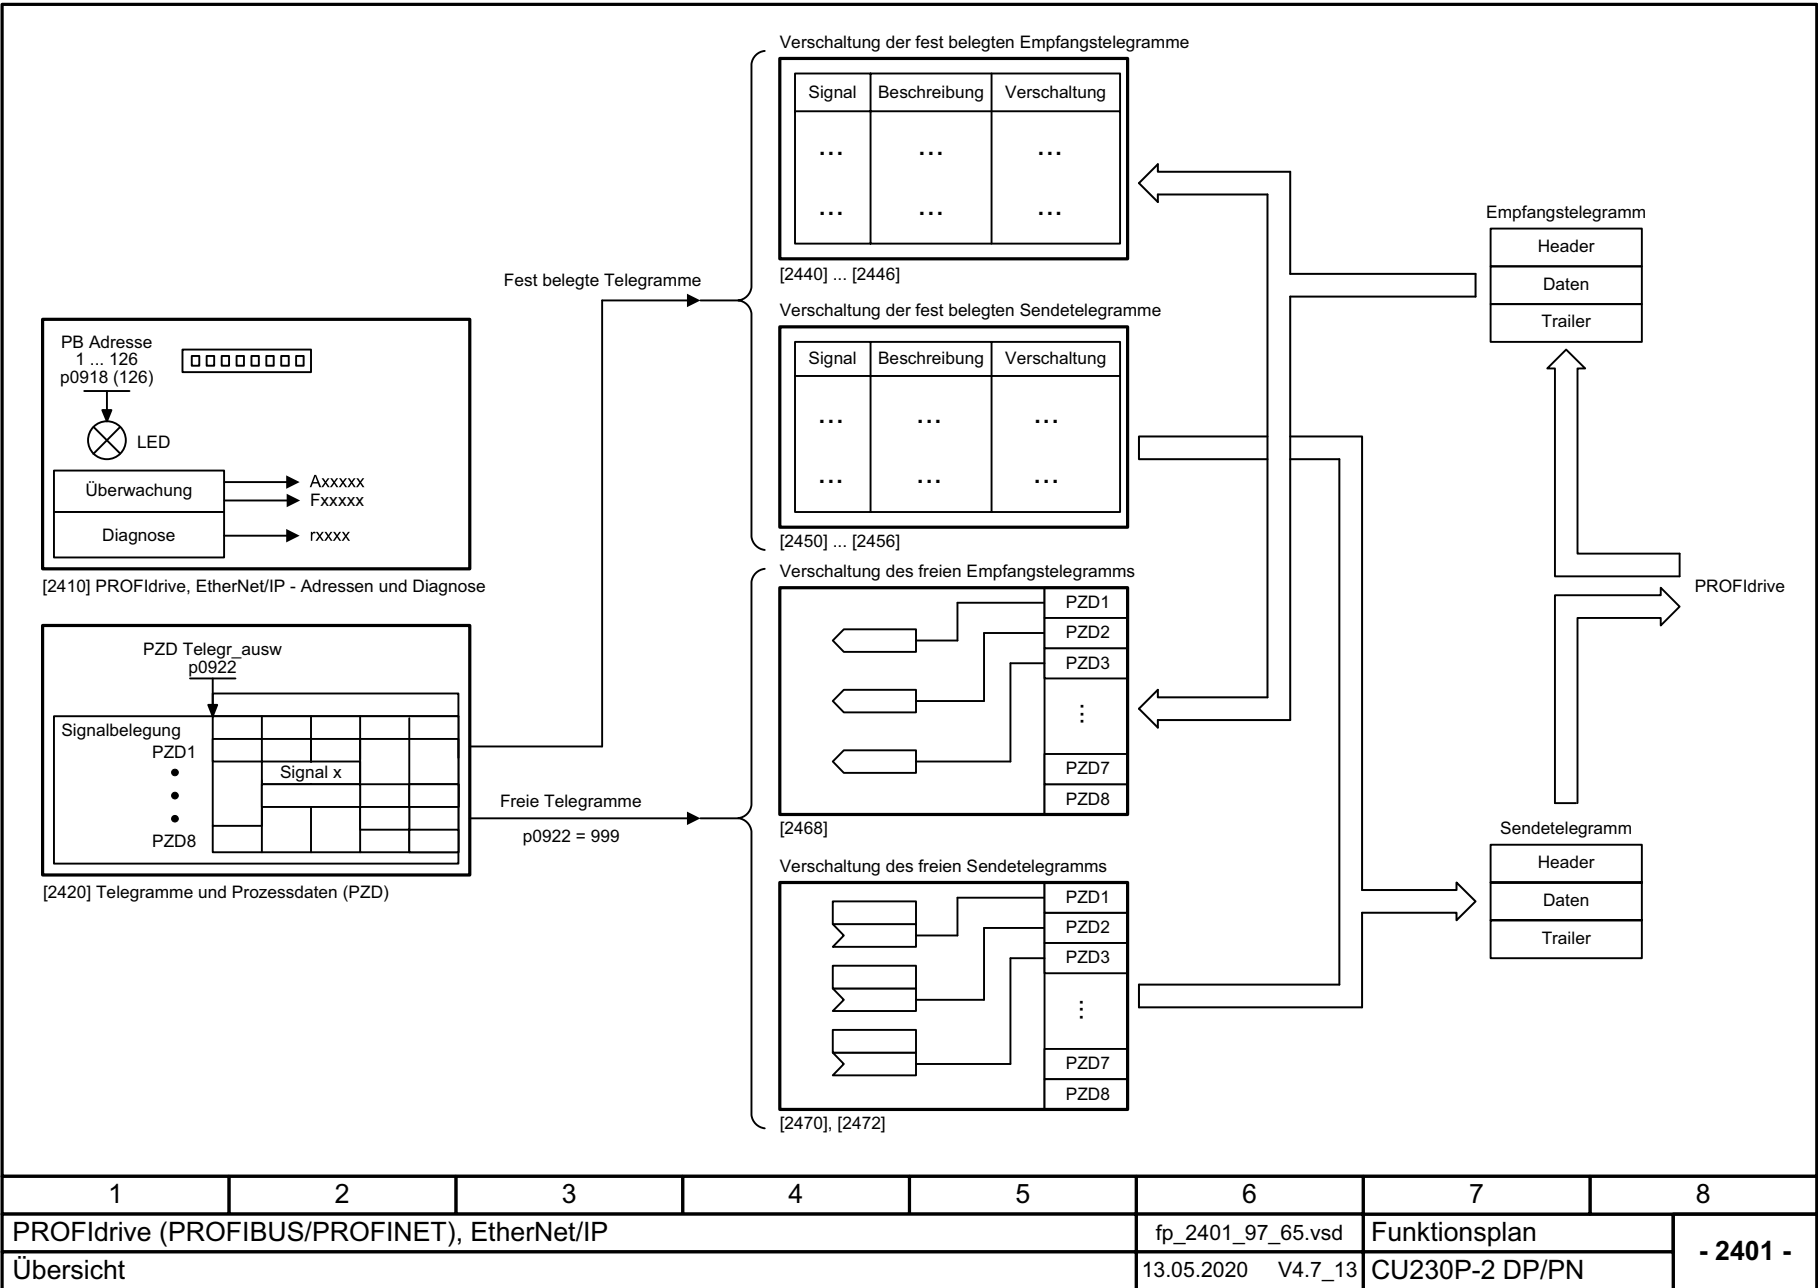 Verschaltung der fest belegten Empfangstelegramme
Signal Beschreibung Verschaltung
... ... ...
... ... ...
[2440] ... [2446]
Fest belegte Telegramme
Verschaltung der fest belegten Sendetelegramme
Signal Beschreibung Verschaltung
... ... ...
... ... ...
[2450] ... [2456]
PB Adresse
1 ... 126
p0918 (126)
LED
Überwachung
Axxxxx
Fxxxxx
Diagnose
rxxxx
[2410] PROFIdrive, EtherNet/IP - Adressen und Diagnose
PZD Telegr_ausw
p0922
Signalbelegung
PZD1
Signal x
PZD8
[2420] Telegramme und Prozessdaten (PZD)
Freie Telegramme
p0922 = 999
Verschaltung des freien Empfangstelegramms
PZD1
PZD2
PZD3
⋮
PZD7
PZD8
[2468]
Verschaltung des freien Sendetelegramms
PZD1
PZD2
PZD3
⋮
PZD7
PZD8
[2470], [2472]
Empfangstelegramm
Header
Daten
Trailer
PROFIdrive
Sendetelegramm
Header
Daten
Trailer
1 2 3 4 5 6 7 8
PROFIdrive (PROFIBUS/PROFINET), EtherNet/IP
fp_2401_97_65.vsd
Funktionsplan
- 2401 -
Übersicht
13.05.2020 V4.7_13
CU230P-2 DP/PN